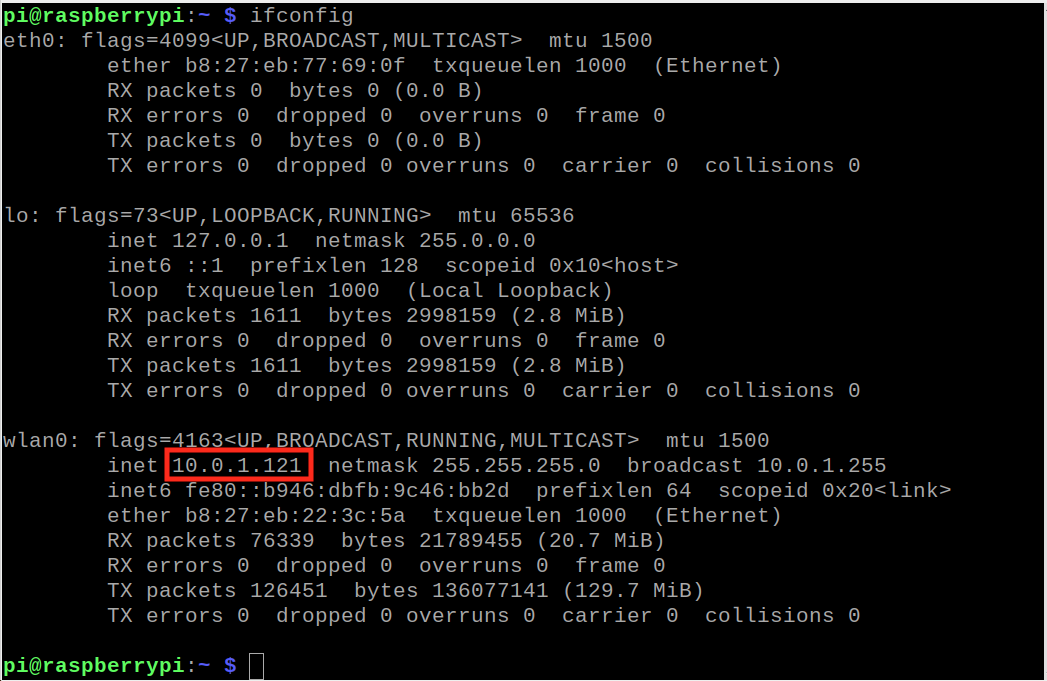 pi@raspberrypi:~ $ ifconfig
eth0: flags=4099<UP,BROADCAST,MULTICAST>  mtu 1500
        ether b8:27:eb:77:69:0f  txqueuelen 1000  (Ethernet)
        RX packets 0  bytes 0 (0.0 B)
        RX errors 0  dropped 0  overruns 0  frame 0
        TX packets 0  bytes 0 (0.0 B)
        TX errors 0  dropped 0 overruns 0  carrier 0  collisions 0

lo: flags=73<UP,LOOPBACK,RUNNING>  mtu 65536
        inet 127.0.0.1  netmask 255.0.0.0
        inet6 ::1  prefixlen 128  scopeid 0x10<host>
        loop  txqueuelen 1000  (Local Loopback)
        RX packets 1611  bytes 2998159 (2.8 MiB)
        RX errors 0  dropped 0  overruns 0  frame 0
        TX packets 1611  bytes 2998159 (2.8 MiB)
        TX errors 0  dropped 0 overruns 0  carrier 0  collisions 0

wlan0: flags=4163<UP,BROADCAST,RUNNING,MULTICAST>  mtu 1500
        inet 10.0.1.121  netmask 255.255.255.0  broadcast 10.0.1.255
        inet6 fe80::b946:dbfb:9c46:bb2d  prefixlen 64  scopeid 0x20<link>
        ether b8:27:eb:22:3c:5a  txqueuelen 1000  (Ethernet)
        RX packets 76339  bytes 21789455 (20.7 MiB)
        RX errors 0  dropped 0  overruns 0  frame 0
        TX packets 126451  bytes 136077141 (129.7 MiB)
        TX errors 0  dropped 0 overruns 0  carrier 0  collisions 0

pi@raspberrypi:~ $